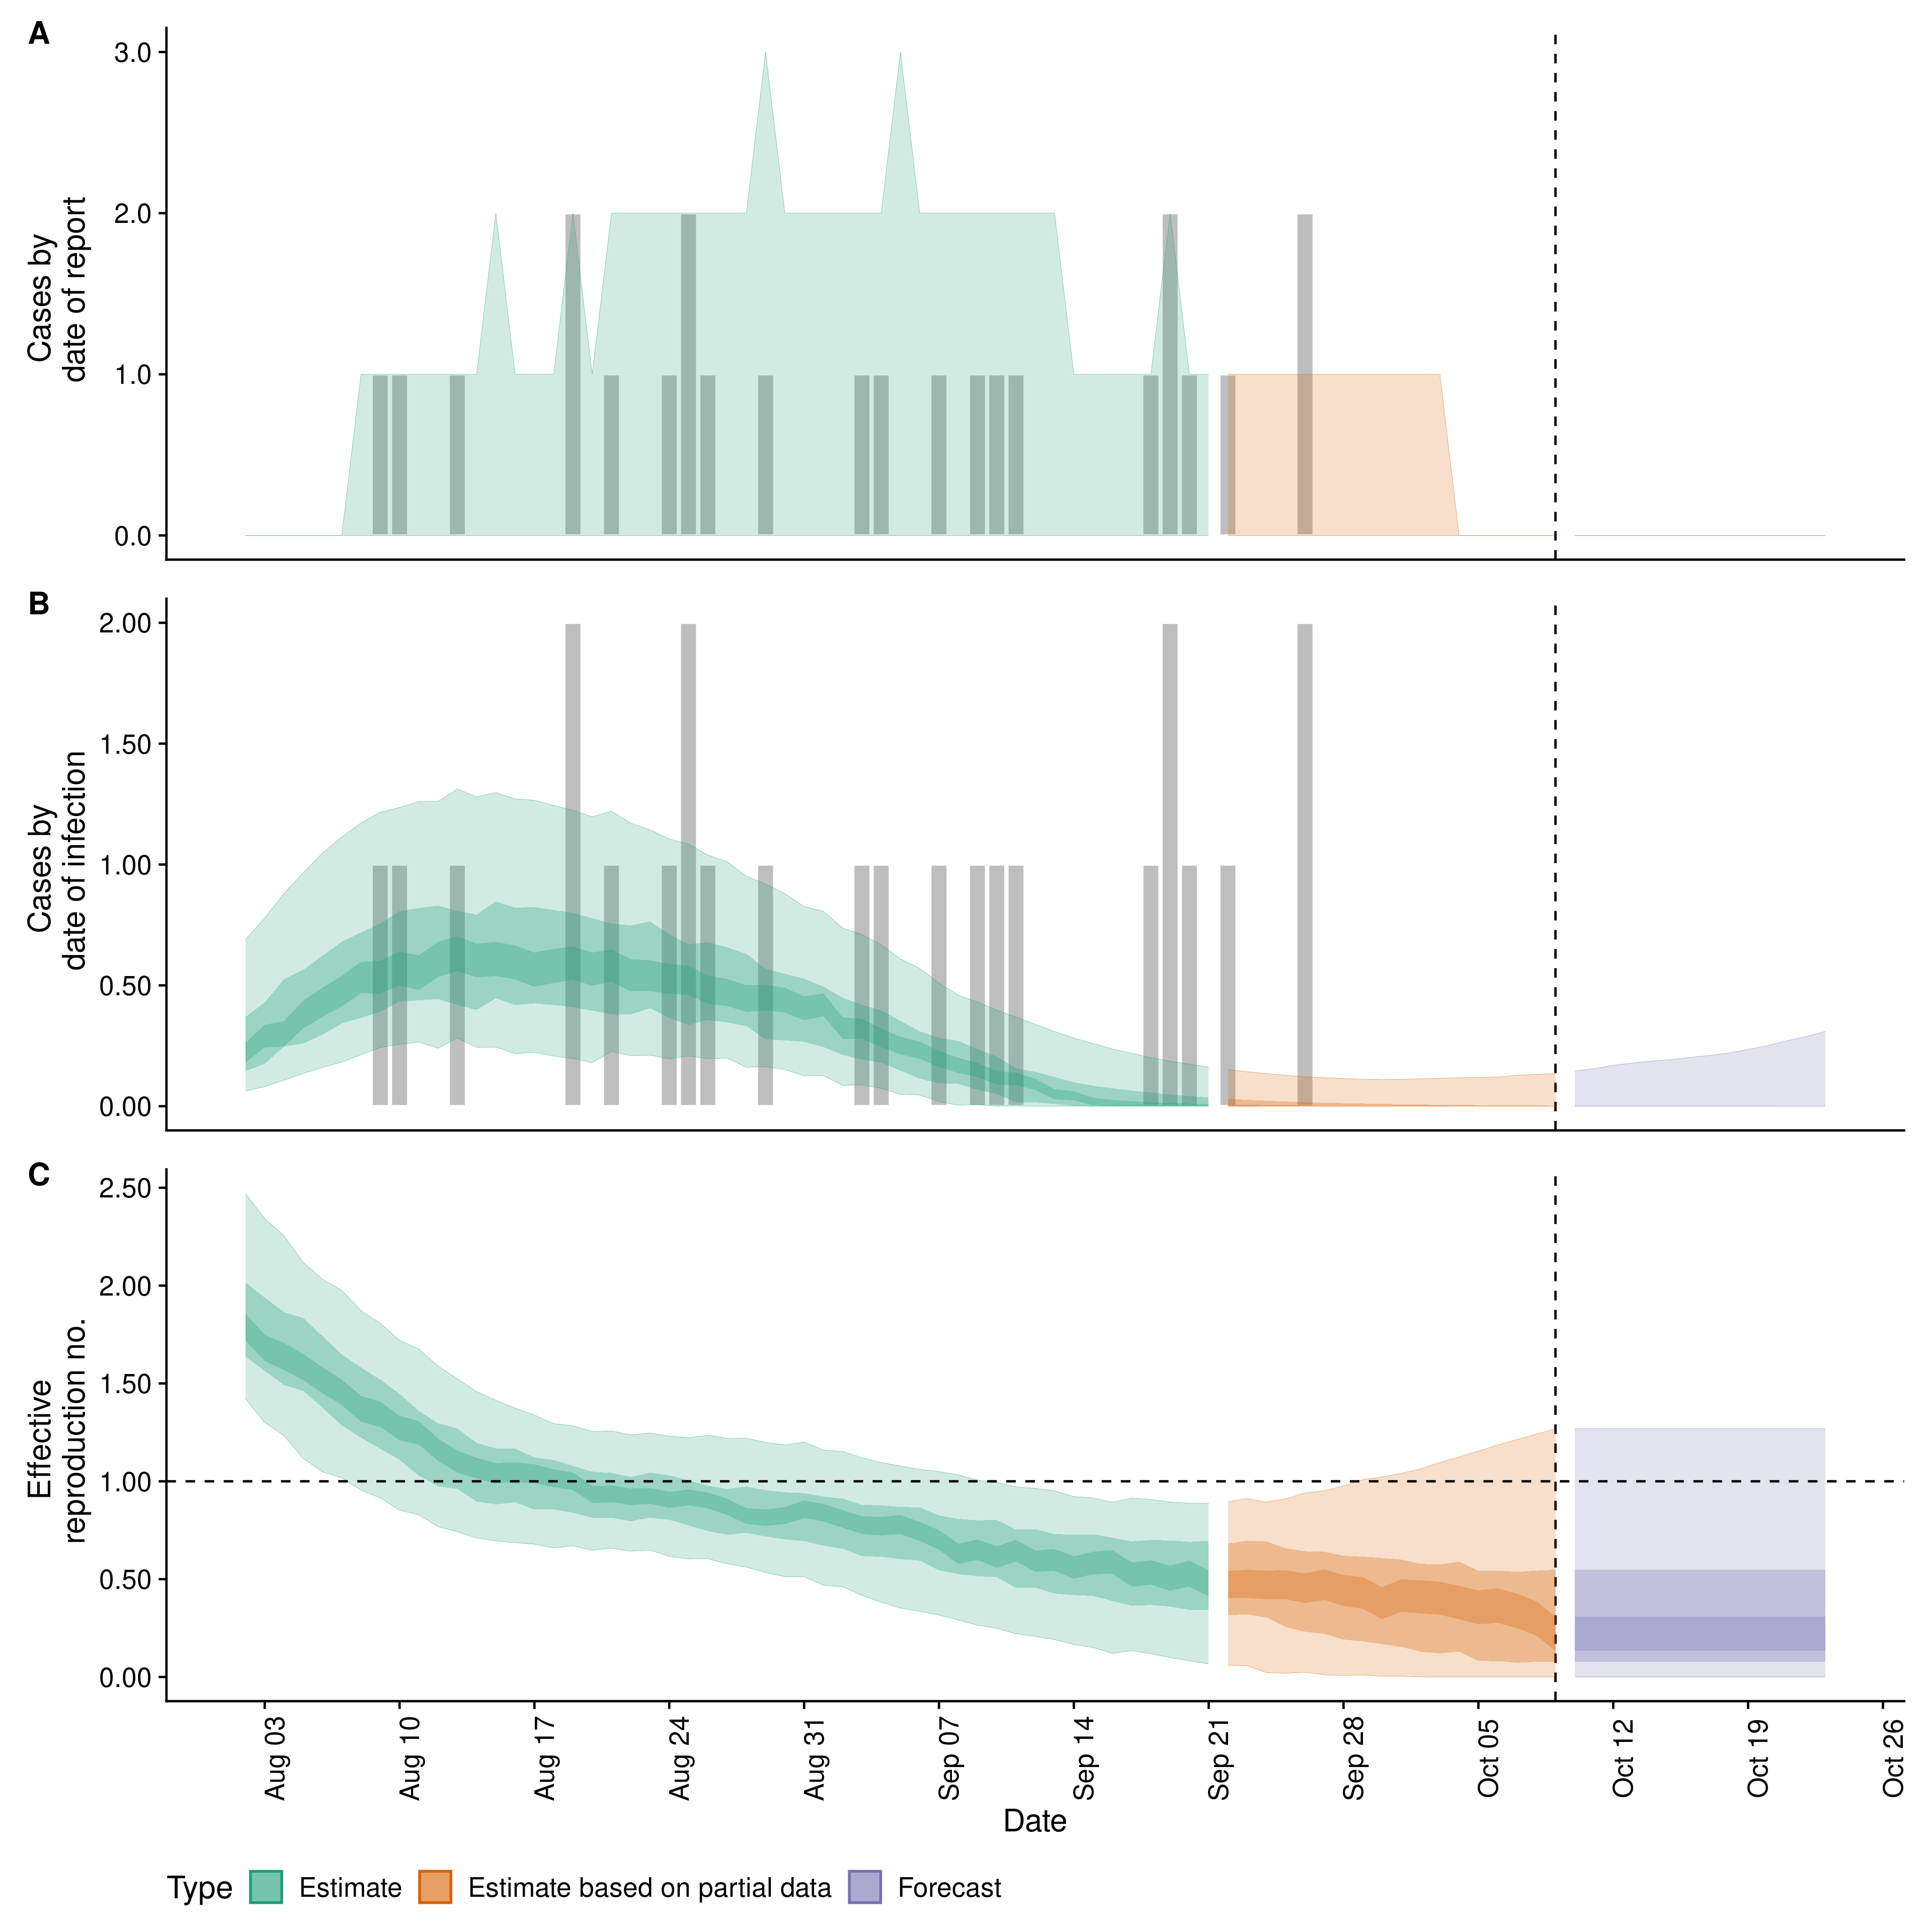 A
Cases by
date of report
3.0
2.0
1.0
0.0
B
Cases by
date of infection
2.00
1.50
1.00
0.50
0.00
C
Effective
reproduction no.
2.50
2.00
1.50
1.00
0.50
0.00
Aug 03
Aug 10
Aug 17
Aug 24
Aug 31
Sep 07
Sep 14
Sep 21
Sep 28
Oct 05
Oct 12
Oct 19
Oct 26
Date
Type Estimate Estimate based on partial data Forecast